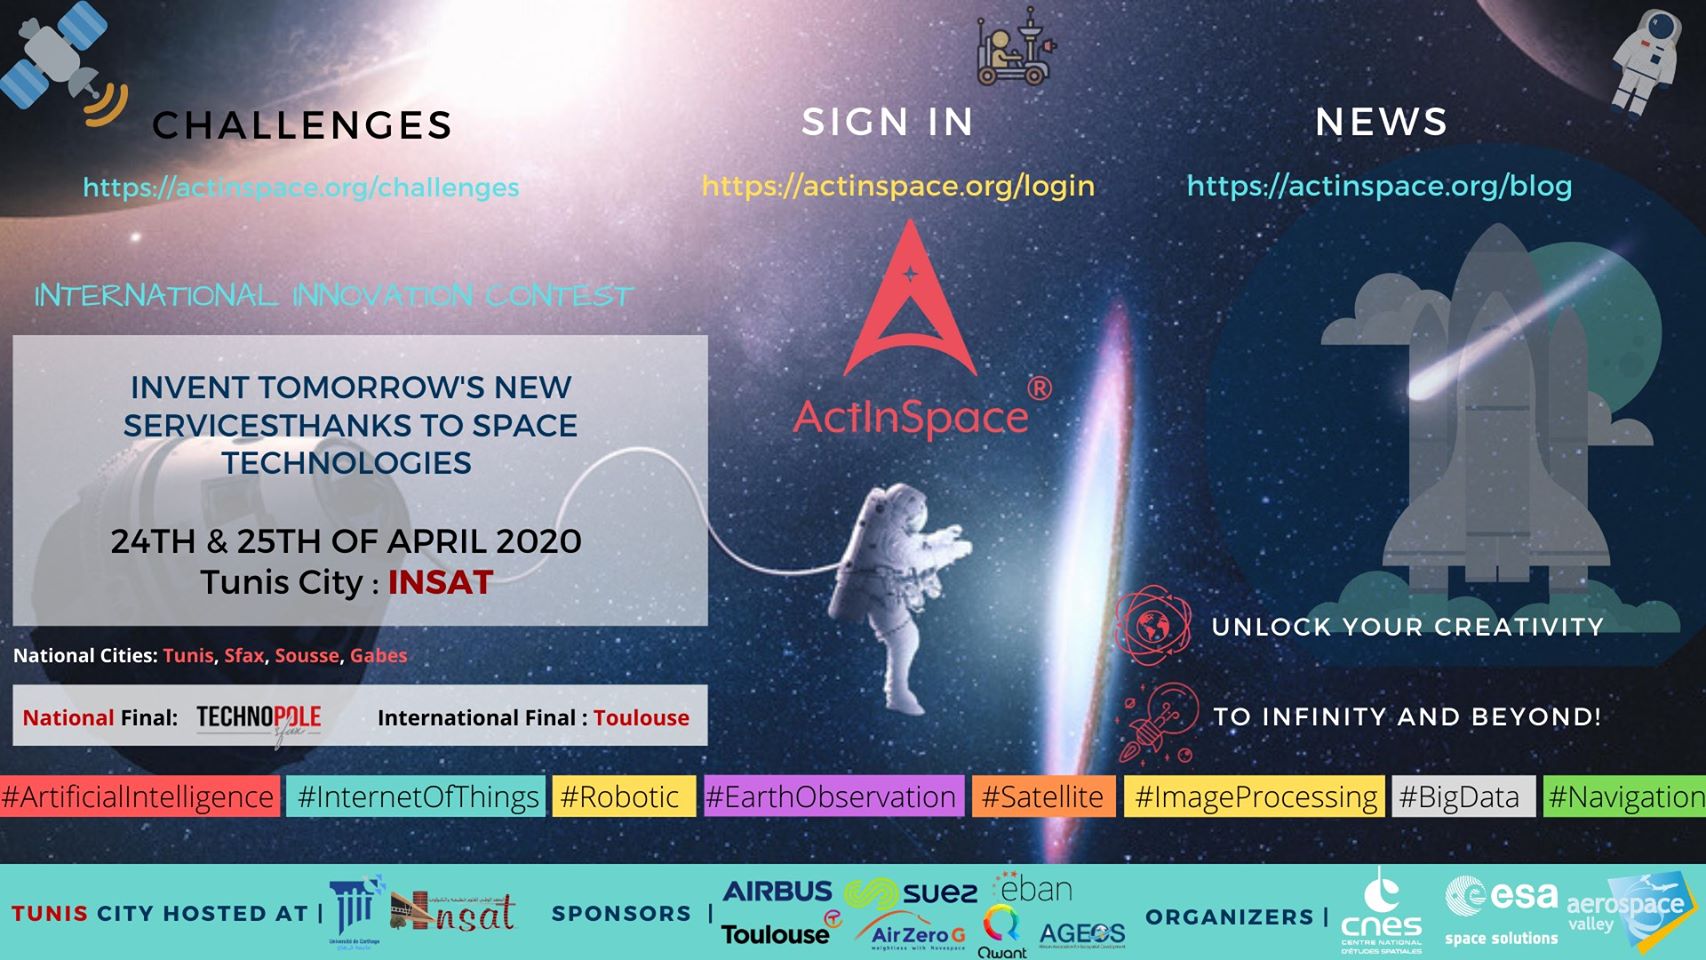 CHALLENGES
https://actinspace.org/challenges
SIGN IN
https://actinspace.org/login
NEWS
https://actinspace.org/blog
INTERNATIONAL INNOVATION CONTEST
INVENT TOMORROW'S NEW
SERVICESTHANKS TO SPACE
TECHNOLOGIES
24TH & 25TH OF APRIL 2020
Tunis City : INSAT
National Cities: Tunis, Sfax, Sousse, Gabes
National Final: TECHNOPOLE sfax
International Final : Toulouse
ActInSpace®
UNLOCK YOUR CREATIVITY
TO INFINITY AND BEYOND!
#ArtificialIntelligence #InternetOfThings #Robotic #EarthObservation #Satellite #ImageProcessing #BigData #Navigation
TUNIS CITY HOSTED AT |
Université de Carthage
Insat
SPONSORS |
AIRBUS
suez
eban
Toulouse
AirZeroG
weightless with Novespace
Qwant
AGEOS
ORGANIZERS |
cnes
CENTRE NATIONAL
D'ÉTUDES SPATIALES
esa
space solutions
aerospace
valley